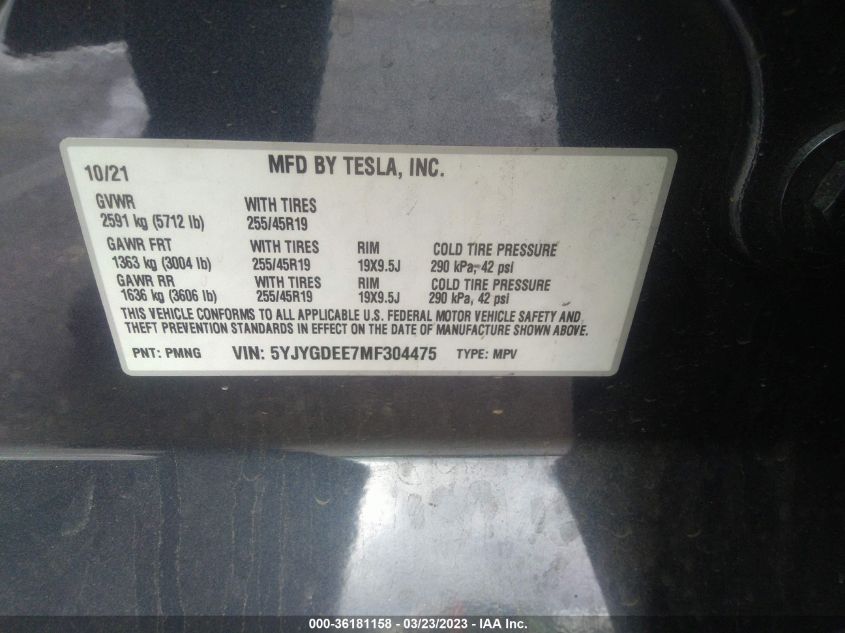 10/21 MFD BY TESLA, INC.
GVWR WITH TIRES
2591 kg (5712 lb) 255/45R19
GAWR FRT WITH TIRES RIM COLD TIRE PRESSURE
1363 kg (3004 lb) 255/45R19 19X9.5J 290 kPa, 42 psi
GAWR RR WITH TIRES RIM COLD TIRE PRESSURE
1636 kg (3606 lb) 255/45R19 19X9.5J 290 kPa, 42 psi
THIS VEHICLE CONFORMS TO ALL APPLICABLE U.S. FEDERAL MOTOR VEHICLE SAFETY AND
THEFT PREVENTION STANDARDS IN EFFECT ON THE DATE OF MANUFACTURE SHOWN ABOVE.
PNT: PMNG VIN: 5YJYGDEE7MF304475 TYPE: MPV
000-36181158 - 03/23/2023 - IAA Inc.